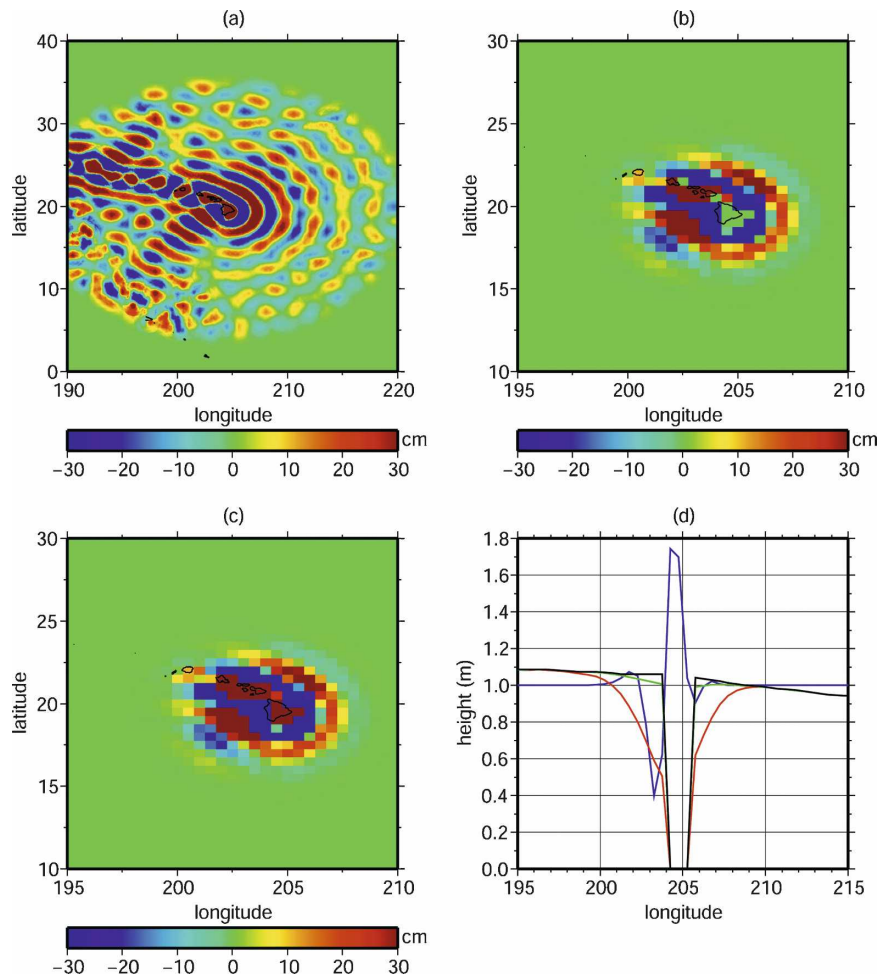 (a)
40
30
20
10
0
latitude
190 200 210 220
longitude
cm
−30 −20 −10 0 10 20 30
(b)
30
25
20
15
10
latitude
195 200 205 210
longitude
cm
−30 −20 −10 0 10 20 30
(c)
30
25
20
15
10
latitude
195 200 205 210
longitude
cm
−30 −20 −10 0 10 20 30
(d)
1.8
1.6
1.4
1.2
1.0
0.8
0.6
0.4
0.2
0.0
height (m)
195 200 205 210 215
longitude